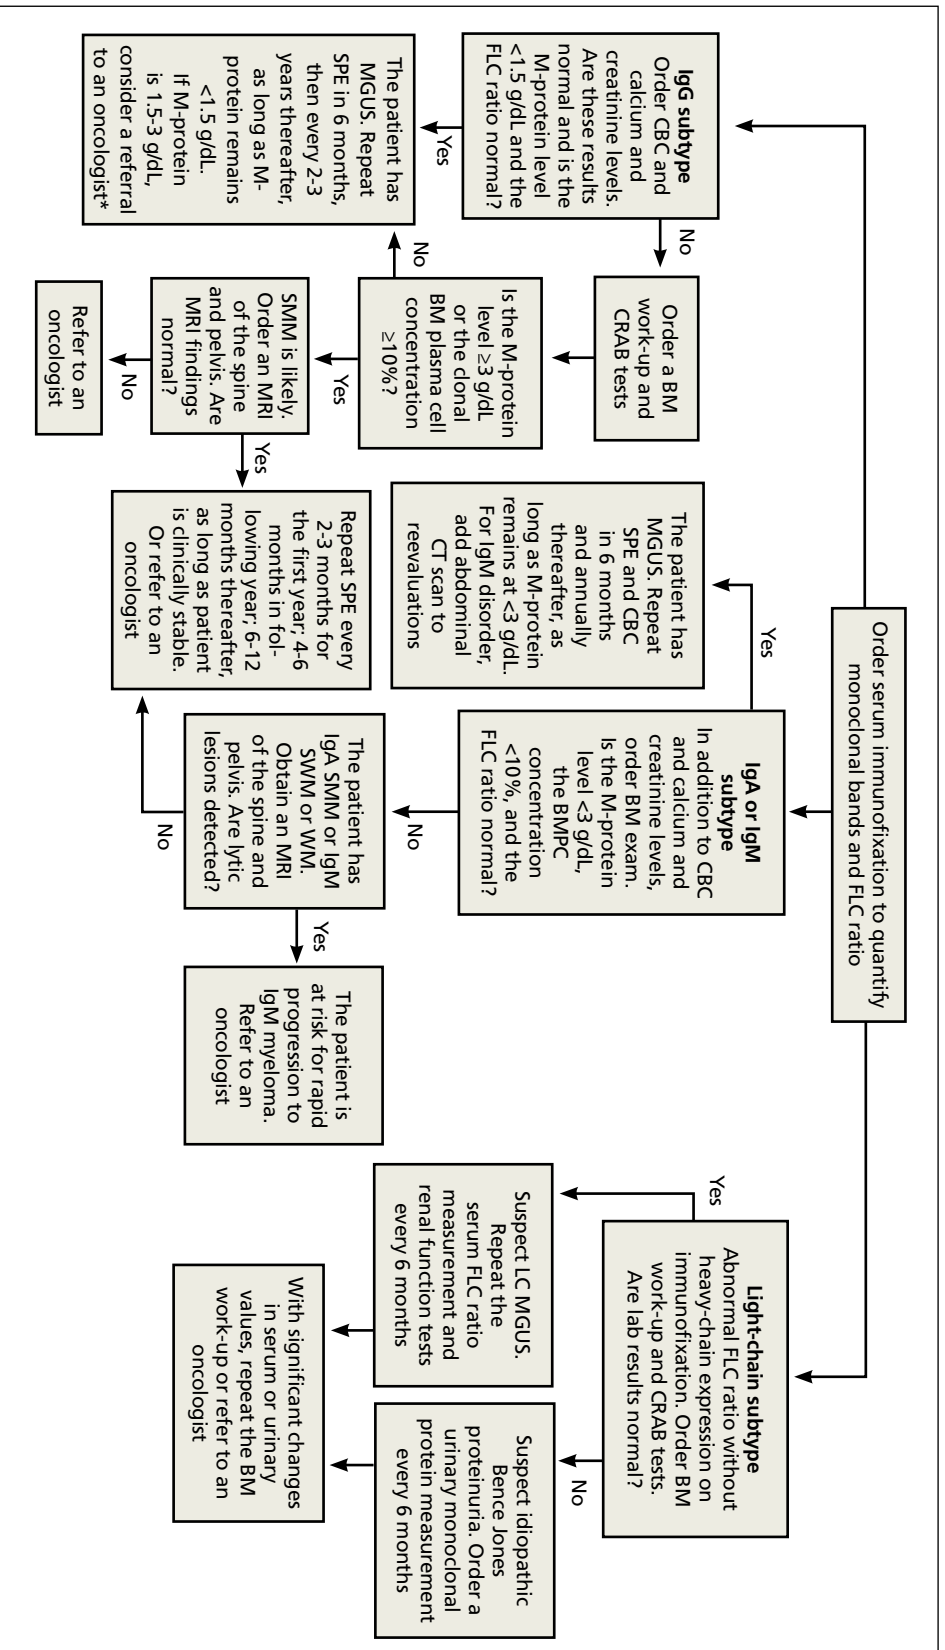 Order serum immunofixation to quantify
monoclonal bands and FLC ratio
IgG subtype
Order CBC and
calcium and
creatinine levels.
Are these results
normal and is the
M-protein level
<1.5 g/dL and the
FLC ratio normal?
Yes
No
The patient has
MGUS. Repeat
SPE in 6 months,
then every 2-3
years thereafter,
as long as M-
protein remains
<1.5 g/dL.
If M-protein
is 1.5-3 g/dL,
consider a referral
to an oncologist*
Order a BM
work-up and
CRAB tests
Is the M-protein
level ≥3 g/dL
or the clonal
BM plasma cell
concentration
≥10%?
No
Yes
SMM is likely.
Order an MRI
of the spine
and pelvis. Are
MRI findings
normal?
No
Yes
Refer to an
oncologist
Repeat SPE every
2-3 months for
the first year; 4-6
months in fol-
lowing year; 6-12
months thereafter,
as long as patient
is clinically stable.
Or refer to an
oncologist
IgA or IgM
subtype
In addition to CBC
and calcium and
creatinine levels,
order BM exam.
Is the M-protein
level <3 g/dL,
the BMPC
concentration
<10%, and the
FLC ratio normal?
Yes
No
The patient has
MGUS. Repeat
SPE and CBC
in 6 months
and annually
thereafter, as
long as M-protein
remains at <3 g/dL.
For IgM disorder,
add abdominal
CT scan to
reevaluations
The patient has
IgA SMM or IgM
SWM or WM.
Obtain an MRI
of the spine and
pelvis. Are lytic
lesions detected?
No
Yes
The patient is
at risk for rapid
progression to
IgM myeloma.
Refer to an
oncologist
Light-chain subtype
Abnormal FLC ratio without
heavy-chain expression on
immunofixation. Order BM
work-up and CRAB tests.
Are lab results normal?
Yes
No
Suspect LC MGUS.
Repeat the
serum FLC ratio
measurement and
renal function tests
every 6 months
Suspect idiopathic
Bence Jones
proteinuria. Order a
urinary monoclonal
protein measurement
every 6 months
With significant changes
in serum or urinary
values, repeat the BM
work-up or refer to an
oncologist